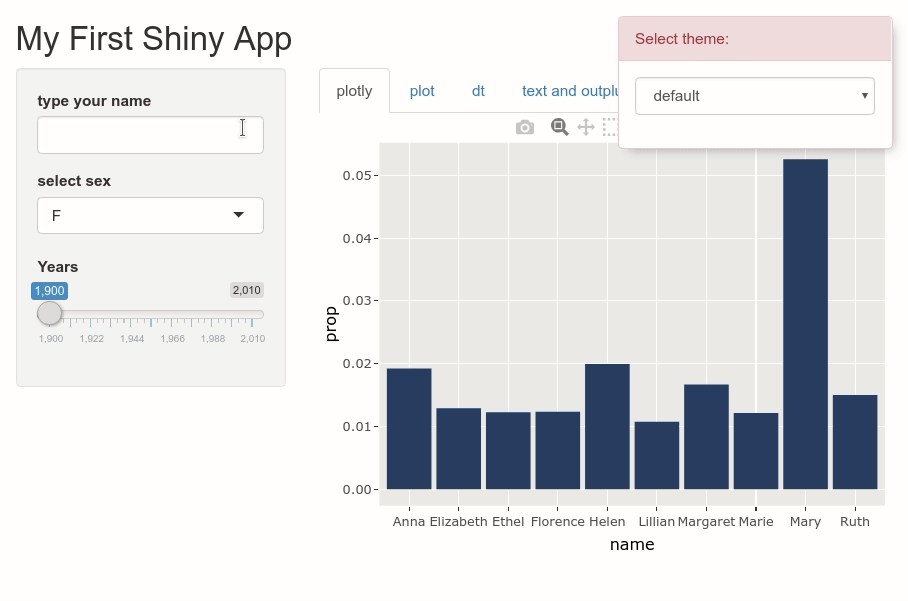 My First Shiny App
Select theme:
default
type your name
select sex
F
Years
1,900 2,010
1,900 1,922 1,944 1,966 1,988 2,010
plotly plot dt text and outplu
prop
0.05
0.04
0.03
0.02
0.01
0.00
Anna Elizabeth Ethel Florence Helen Lillian Margaret Marie Mary Ruth
name